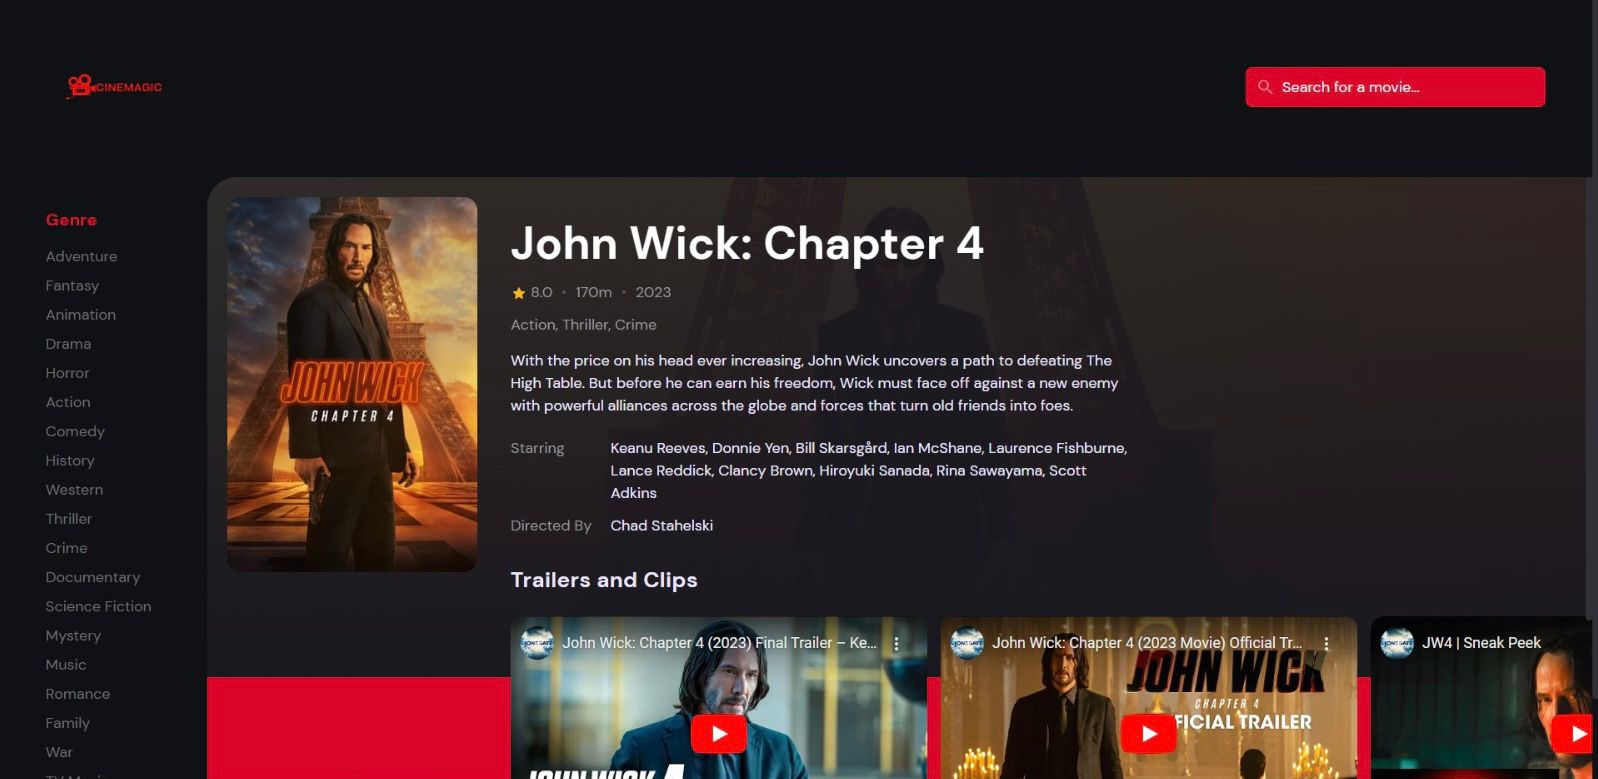 CINEMAGIC
Search for a movie...
Genre
Adventure
Fantasy
Animation
Drama
Horror
Action
Comedy
History
Western
Thriller
Crime
Documentary
Science Fiction
Mystery
Music
Romance
Family
War
JOHN WICK
CHAPTER 4
John Wick: Chapter 4
8.0 • 170m • 2023
Action, Thriller, Crime
With the price on his head ever increasing, John Wick uncovers a path to defeating The
High Table. But before he can earn his freedom, Wick must face off against a new enemy
with powerful alliances across the globe and forces that turn old friends into foes.
Starring Keanu Reeves, Donnie Yen, Bill Skarsgård, Ian McShane, Laurence Fishburne,
Lance Reddick, Clancy Brown, Hiroyuki Sanada, Rina Sawayama, Scott
Adkins
Directed By Chad Stahelski
Trailers and Clips
John Wick: Chapter 4 (2023) Final Trailer – Ke...
John Wick: Chapter 4 (2023 Movie) Official Tr...
JOHN WICK
CHAPTER 4
FICIAL TRAILER
JW4 | Sneak Peek